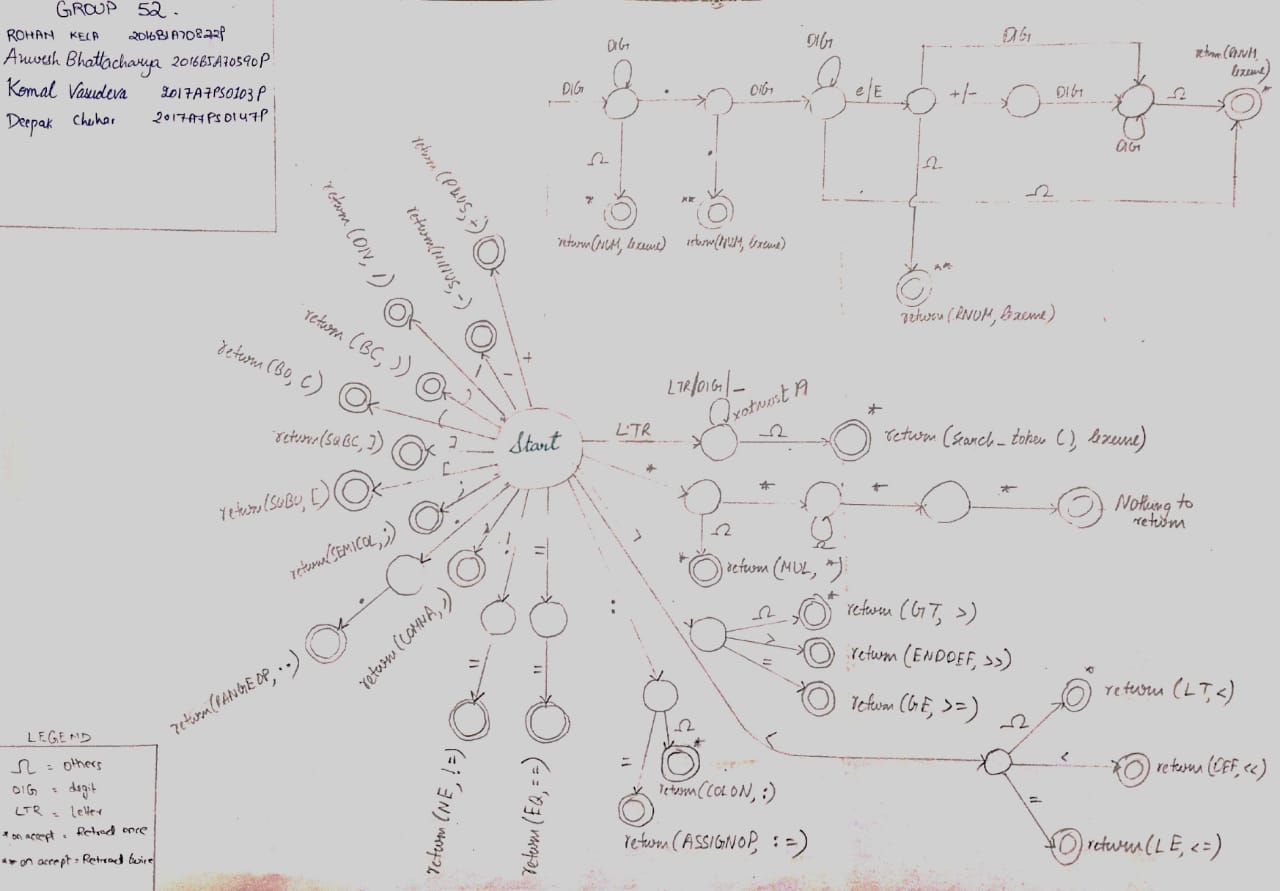 GROUP 52.
ROHAN KELA
Bhattacharya
Komal Vasudeva 2017A7PS0103P
Deepak 2017A7PS0147P
DIG
DIG
DIG
DIG
.
DIG
e/E
+/-
DIG
Ω
return(RNUM, lexeme)
*
DIG
Ω
.
Ω
Ω
*
**
return(NUM, lexeme)
return(NUM, lexeme)
**
return(RNUM, lexeme)
return(PLUS, +)
return(MINUS, -)
return(DIV, /)
return(BC, ))
return(BO, ()
return(SQBC, ])
return(SQBO, [)
return(SEMICOL, ;)
return(RANGEOP, ..)
return(COMMA, ,)
+
-
/
)
(
]
[
;
.
.
,
!
=
Start
LTR
LTR/DIG/_
Ω
*
return (search_token (), lexeme)
*
*
*
*
Nothing to
return
Ω
Ω
*
return (MUL, *)
>
Ω
*
return (GT, >)
>
return (ENDDEF, >>)
=
return (GE, >=)
:
=
Ω
*
return(COLON, :)
return (ASSIGNOP, :=)
=
=
return(NE, !=)
return(EQ, ==)
<
Ω
*
return (LT, <)
<
return(DEF, <<)
=
return(LE, <=)
LEGEND
Ω = others
DIG = digit
LTR = letter
* on accept = Retract once
** on accept = Retract twice